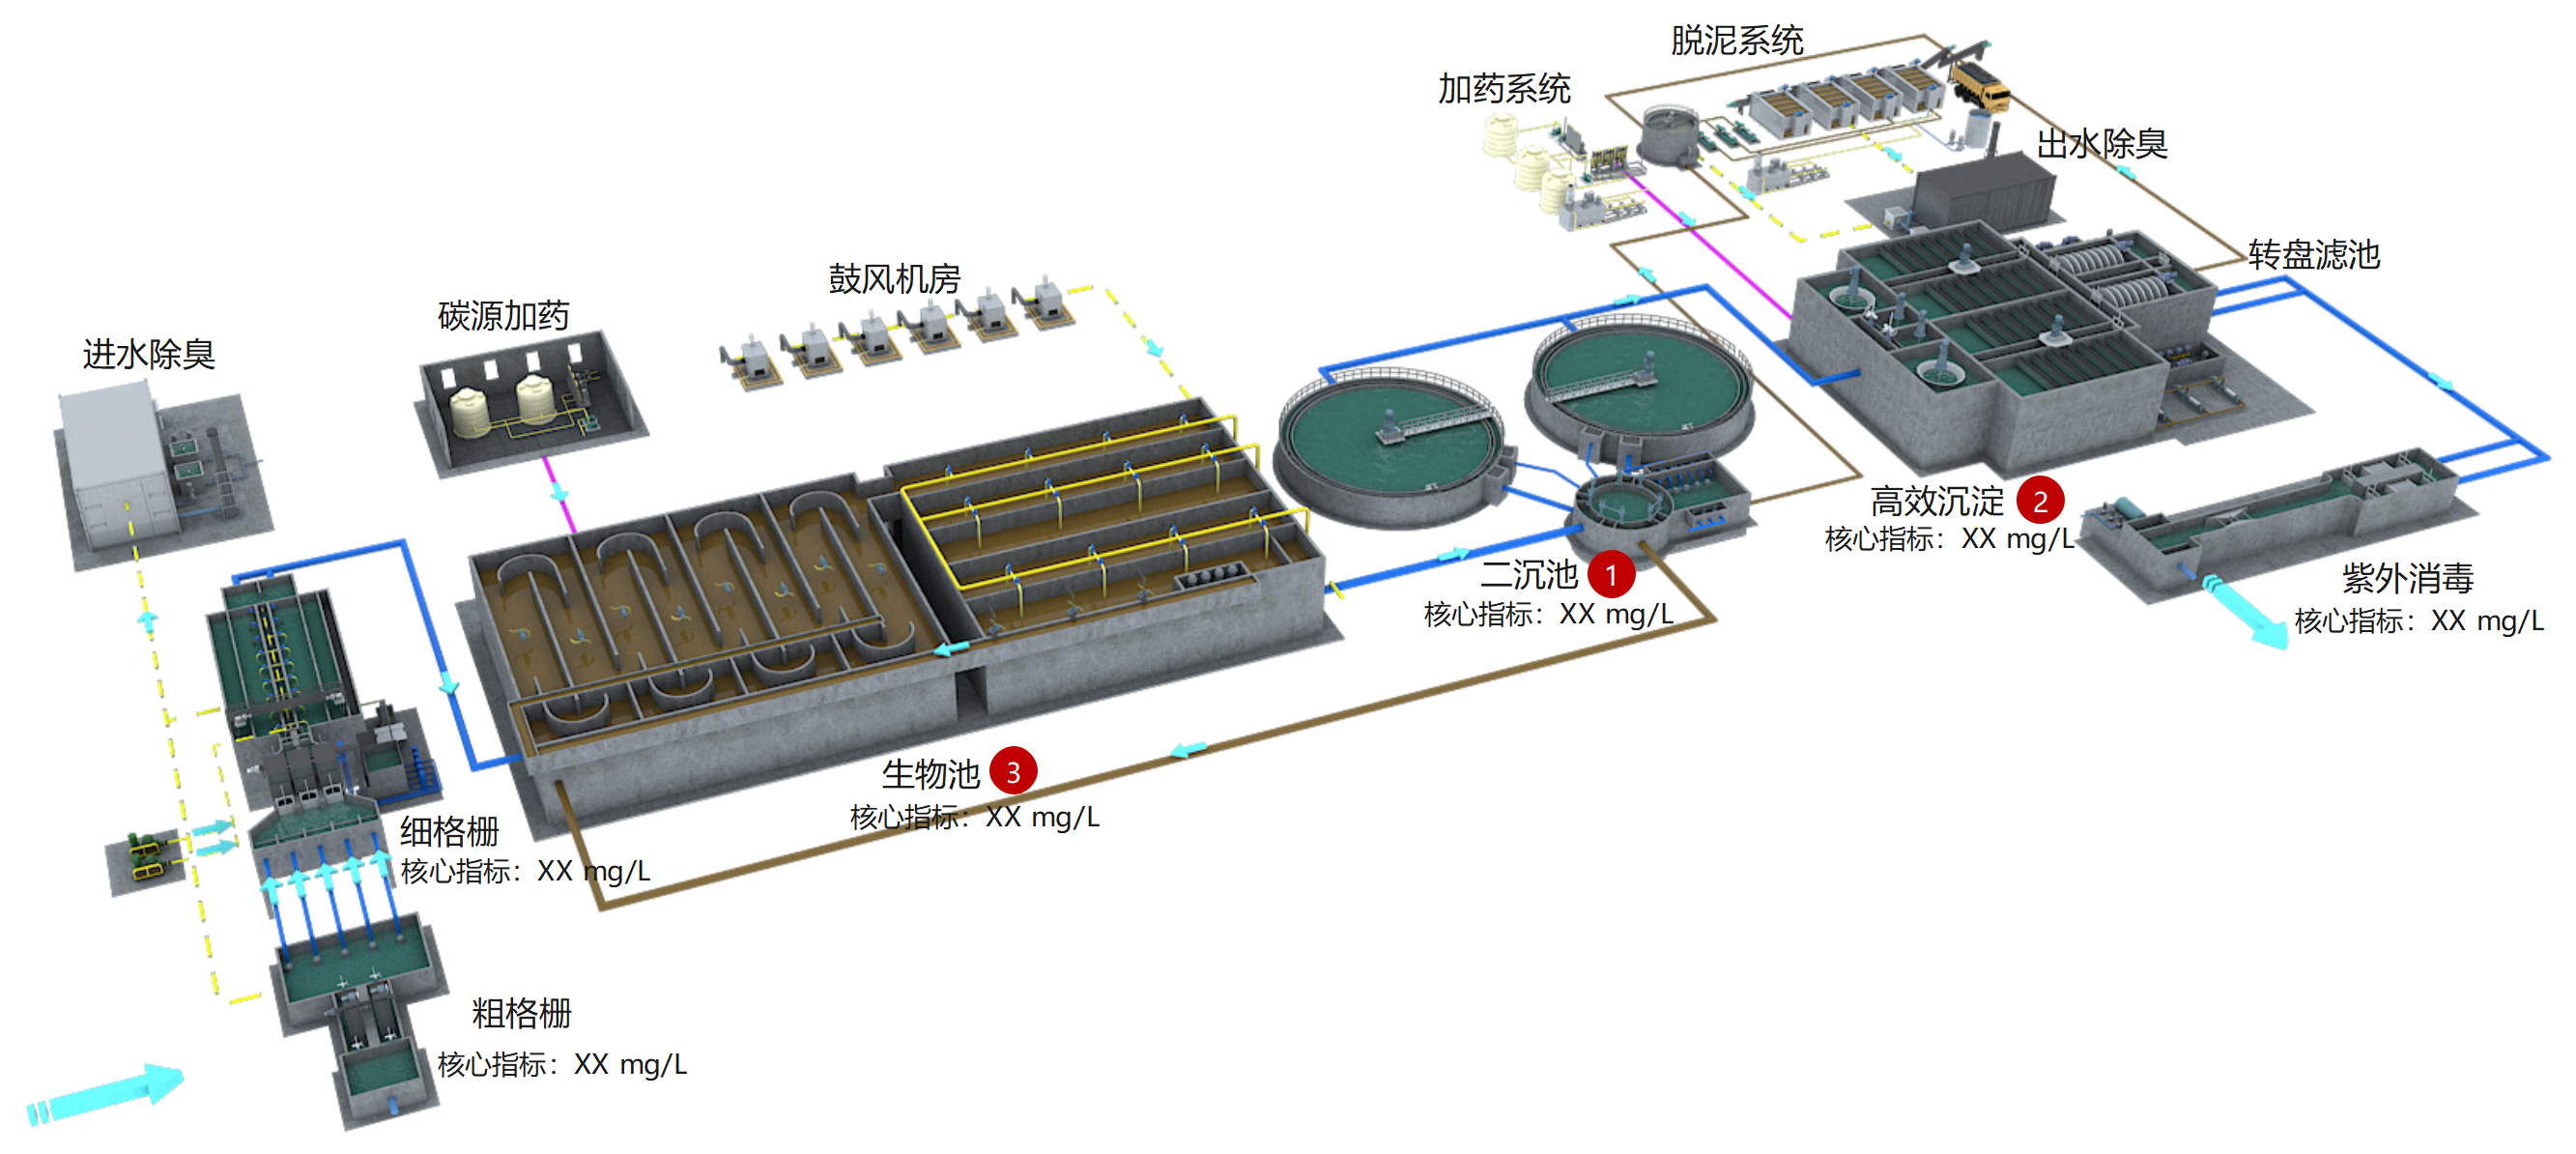 脱泥系统
加药系统
出水除臭
转盘滤池
鼓风机房
碳源加药
进水除臭
高效沉淀 2
核心指标：XX mg/L
二沉池 1
核心指标：XX mg/L
紫外消毒
核心指标：XX mg/L
生物池 3
核心指标：XX mg/L
细格栅
核心指标：XX mg/L
粗格栅
核心指标：XX mg/L